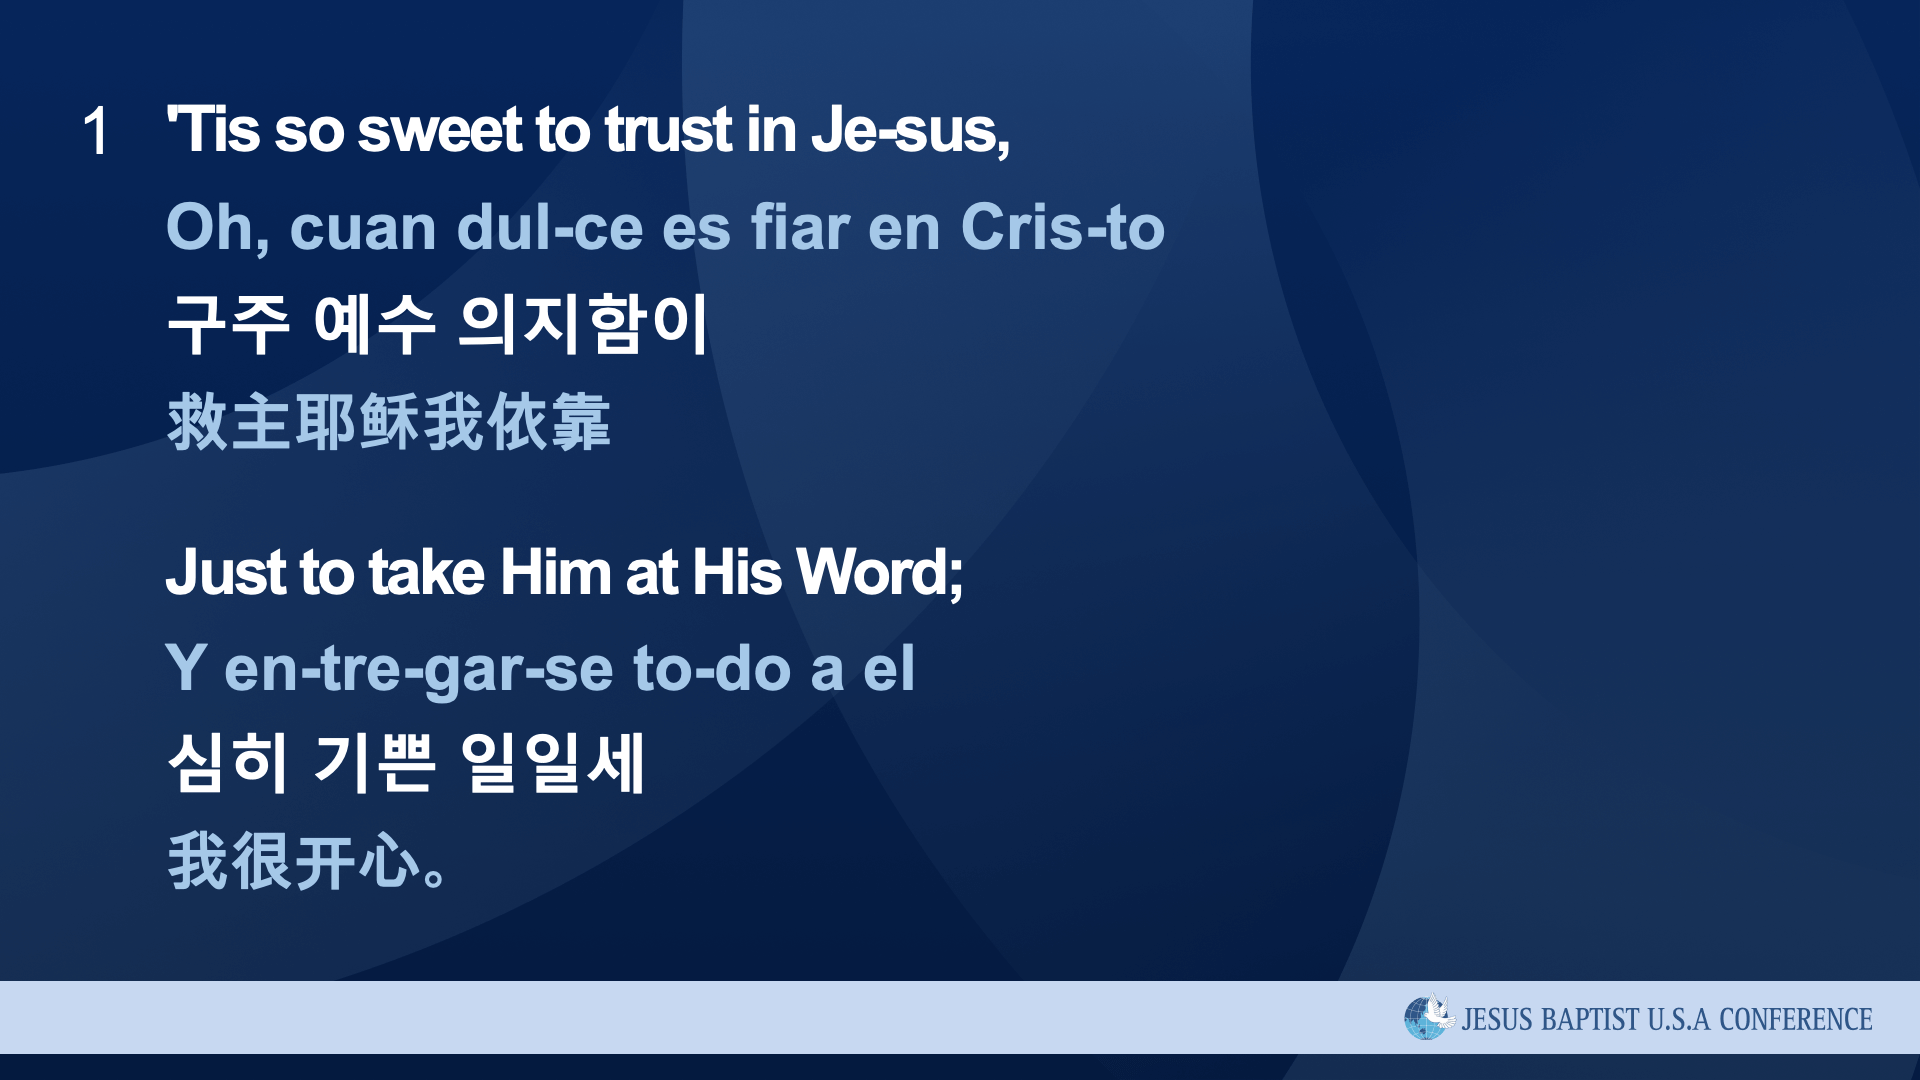 1 'Tis so sweet to trust in Je-sus,
Oh, cuan dul-ce es fiar en Cris-to
구주 예수 의지함이
救主耶稣我依靠
Just to take Him at His Word;
Y en-tre-gar-se to-do a el
심히 기쁜 일일세
我很开心。
JESUS BAPTIST U.S.A CONFERENCE